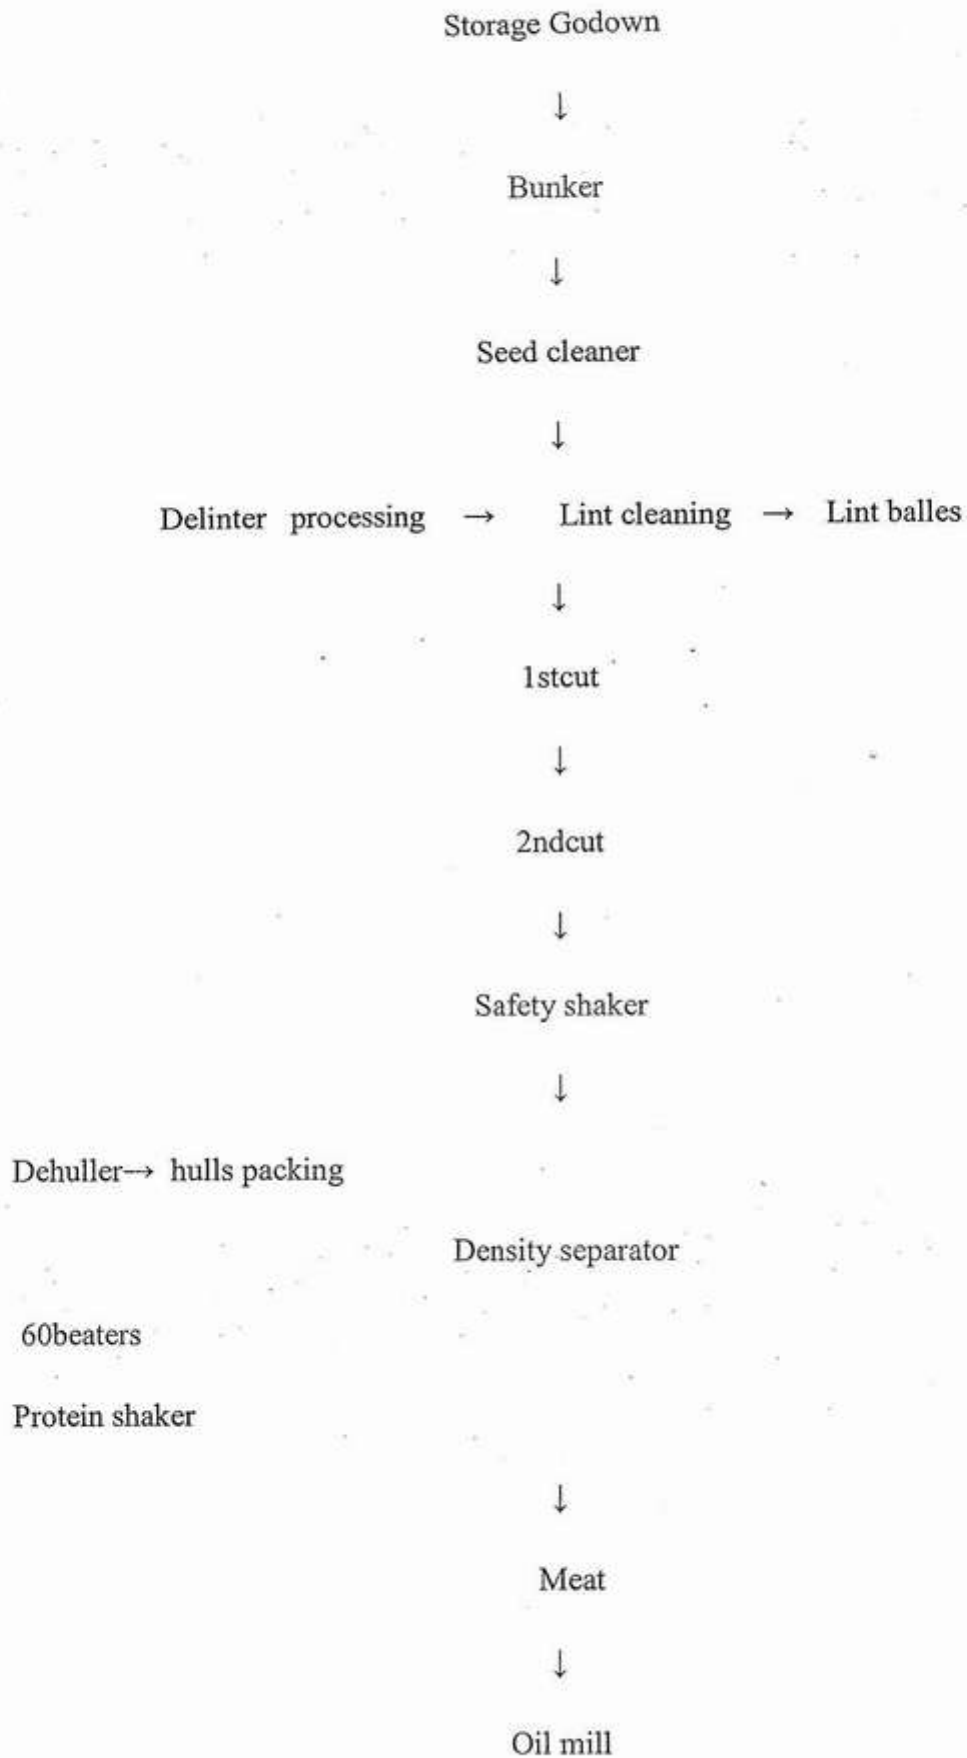 Storage Godown
↓
Bunker
↓
Seed cleaner
↓
Delinter processing → Lint cleaning → Lint balles
↓
1stcut
↓
2ndcut
↓
Safety shaker
↓
Dehuller→ hulls packing
Density separator
60beaters
Protein shaker
↓
Meat
↓
Oil mill